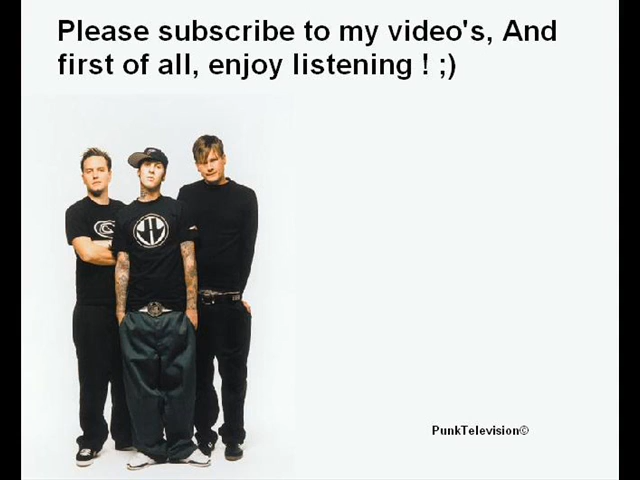 Please subscribe to my video's, And
first of all, enjoy listening ! ;)
PunkTelevision©